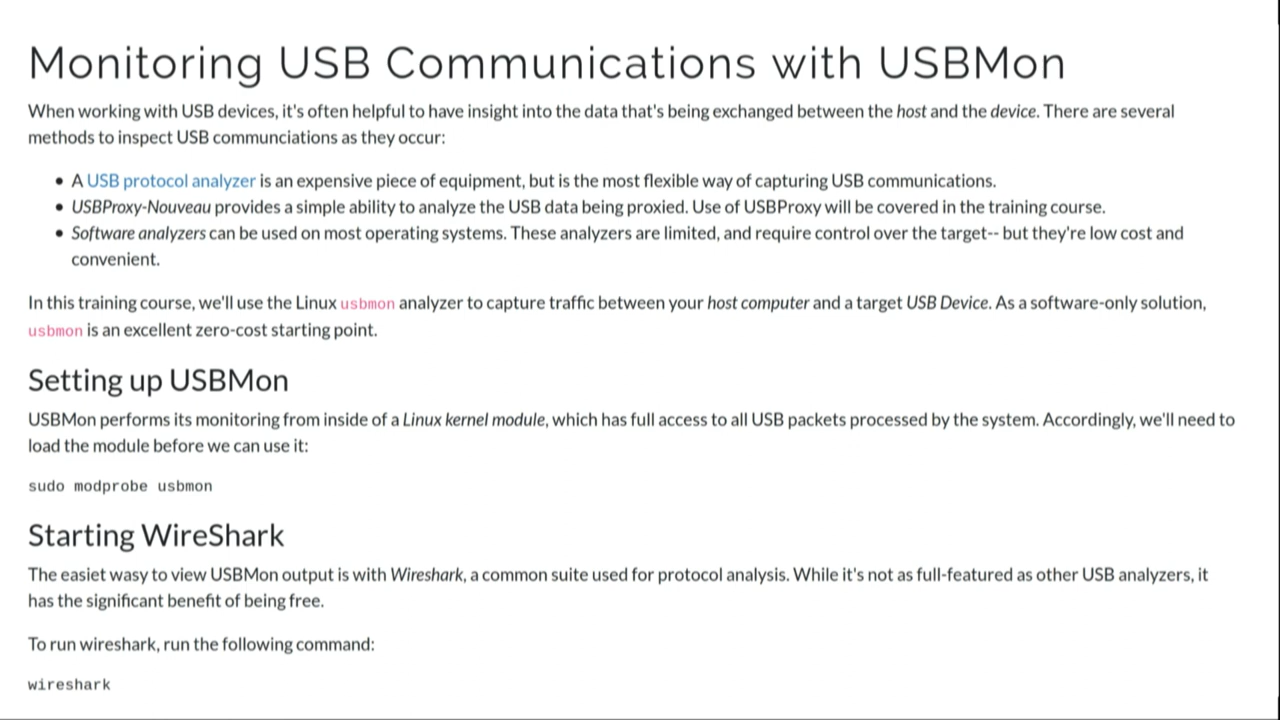 Monitoring USB Communications with USBMon
When working with USB devices, it's often helpful to have insight into the data that's being exchanged between the host and the device. There are several
methods to inspect USB communciations as they occur:
• A USB protocol analyzer is an expensive piece of equipment, but is the most flexible way of capturing USB communications.
• USBProxy-Nouveau provides a simple ability to analyze the USB data being proxied. Use of USBProxy will be covered in the training course.
• Software analyzers can be used on most operating systems. These analyzers are limited, and require control over the target-- but they're low cost and
convenient.
In this training course, we'll use the Linux usbmon analyzer to capture traffic between your host computer and a target USB Device. As a software-only solution,
usbmon is an excellent zero-cost starting point.
Setting up USBMon
USBMon performs its monitoring from inside of a Linux kernel module, which has full access to all USB packets processed by the system. Accordingly, we'll need to
load the module before we can use it:
sudo modprobe usbmon
Starting WireShark
The easiet wasy to view USBMon output is with Wireshark, a common suite used for protocol analysis. While it's not as full-featured as other USB analyzers, it
has the significant benefit of being free.
To run wireshark, run the following command:
wireshark